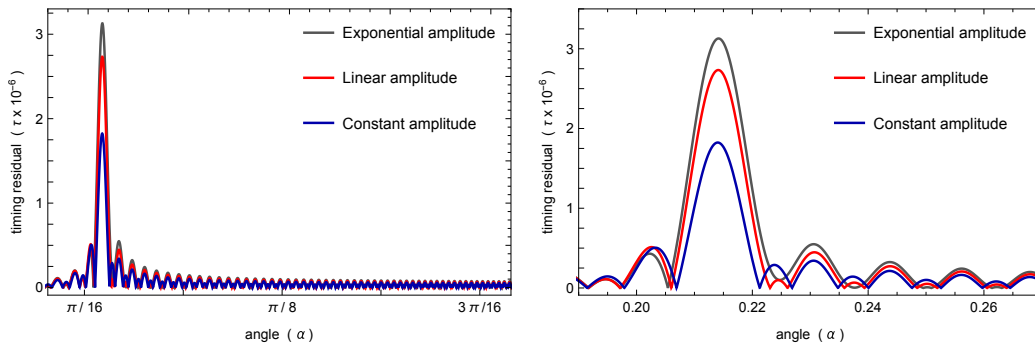 3
2
1
0
timing residual ( τ x 10⁻⁶ )
Exponential amplitude
Linear amplitude
Constant amplitude
π / 16
π / 8
3 π /16
angle ( α )
3
2
1
0
timing residual ( τ x 10⁻⁶ )
Exponential amplitude
Linear amplitude
Constant amplitude
0.20
0.22
0.24
0.26
angle ( α )